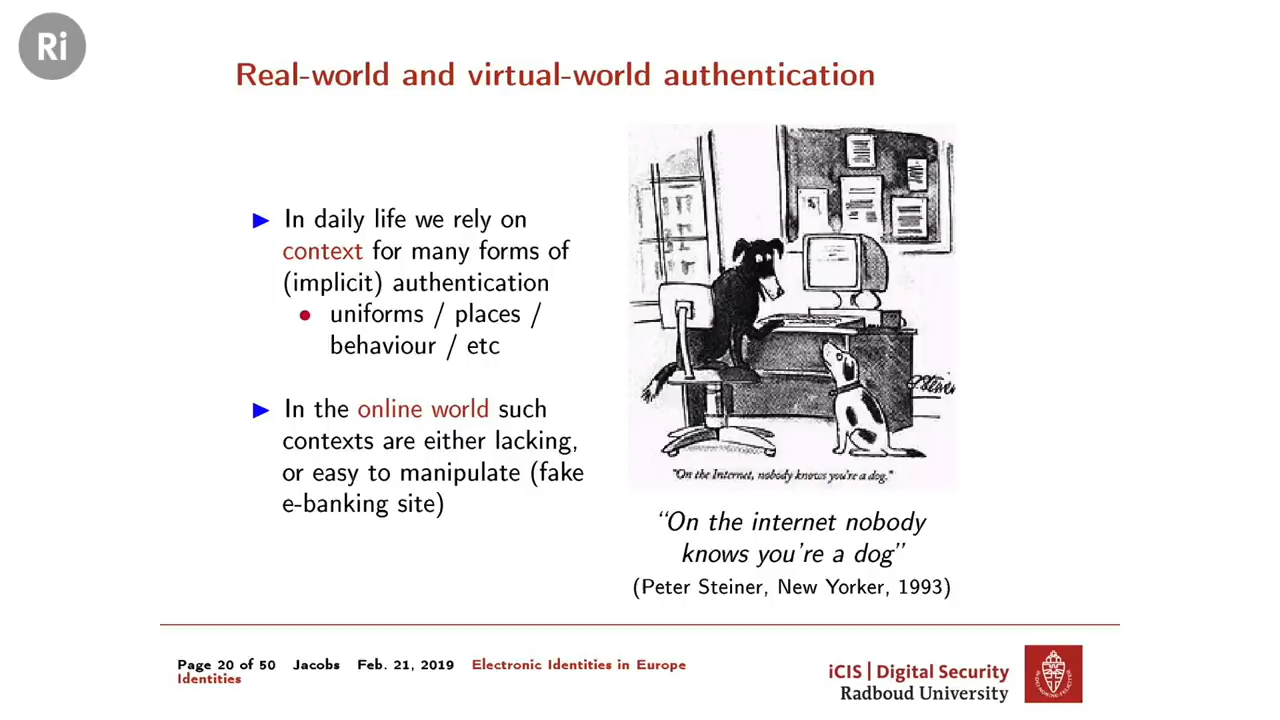 Ri
Real-world and virtual-world authentication
In daily life we rely on
context for many forms of
(implicit) authentication
uniforms / places /
behaviour / etc
In the online world such
contexts are either lacking,
or easy to manipulate (fake
e-banking site)
"On the Internet, nobody knows you're a dog."
“On the internet nobody
knows you’re a dog”
(Peter Steiner, New Yorker, 1993)
Page 20 of 50 Jacobs Feb. 21, 2019 Electronic Identities in Europe
Identities
iCIS | Digital Security
Radboud University